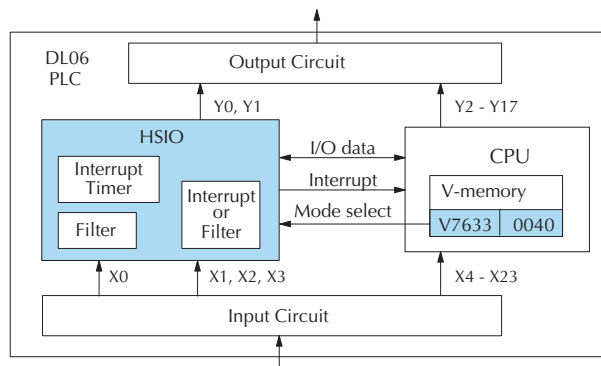 DL06
PLC
Output Circuit
Y0, Y1
Y2 - Y17
HSIO
Interrupt
Timer
Filter
Interrupt
or
Filter
I/O data
Interrupt
Mode select
CPU
V-memory
V7633 0040
X0
X1, X2, X3
X4 - X23
Input Circuit